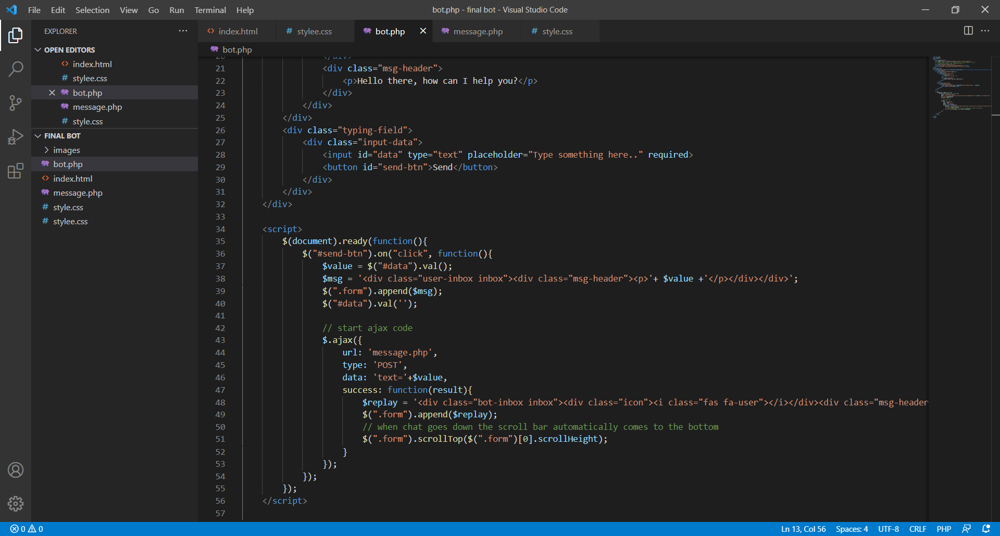 File Edit Selection View Go Run Terminal Help
bot.php - final bot - Visual Studio Code
EXPLORER
OPEN EDITORS
index.html
stylee.css
bot.php
message.php
style.css
FINAL BOT
images
bot.php
index.html
message.php
style.css
stylee.css
index.html stylee.css bot.php message.php style.css
bot.php
20 </div>
21 <div class="msg-header">
22 <p>Hello there, how can I help you?</p>
23 </div>
24 </div>
25 </div>
26 <div class="typing-field">
27 <div class="input-data">
28 <input id="data" type="text" placeholder="Type something here.." required>
29 <button id="send-btn">Send</button>
30 </div>
31 </div>
32 </div>
33
34 <script>
35 $(document).ready(function(){
36 $("#send-btn").on("click", function(){
37 $value = $("#data").val();
38 $msg = '<div class="user-inbox inbox"><div class="msg-header"><p>'+ $value +'</p></div></div>';
39 $(".form").append($msg);
40 $("#data").val('');
41
42 // start ajax code
43 $.ajax({
44 url: 'message.php',
45 type: 'POST',
46 data: 'text='+$value,
47 success: function(result){
48 $replay = '<div class="bot-inbox inbox"><div class="icon"><i class="fas fa-user"></i></div><div class="msg-header
49 $(".form").append($replay);
50 // when chat goes down the scroll bar automatically comes to the bottom
51 $(".form").scrollTop($(".form")[0].scrollHeight);
52 }
53 });
54 });
55 });
56 </script>
57
0 0
Ln 13, Col 56 Spaces: 4 UTF-8 CRLF PHP